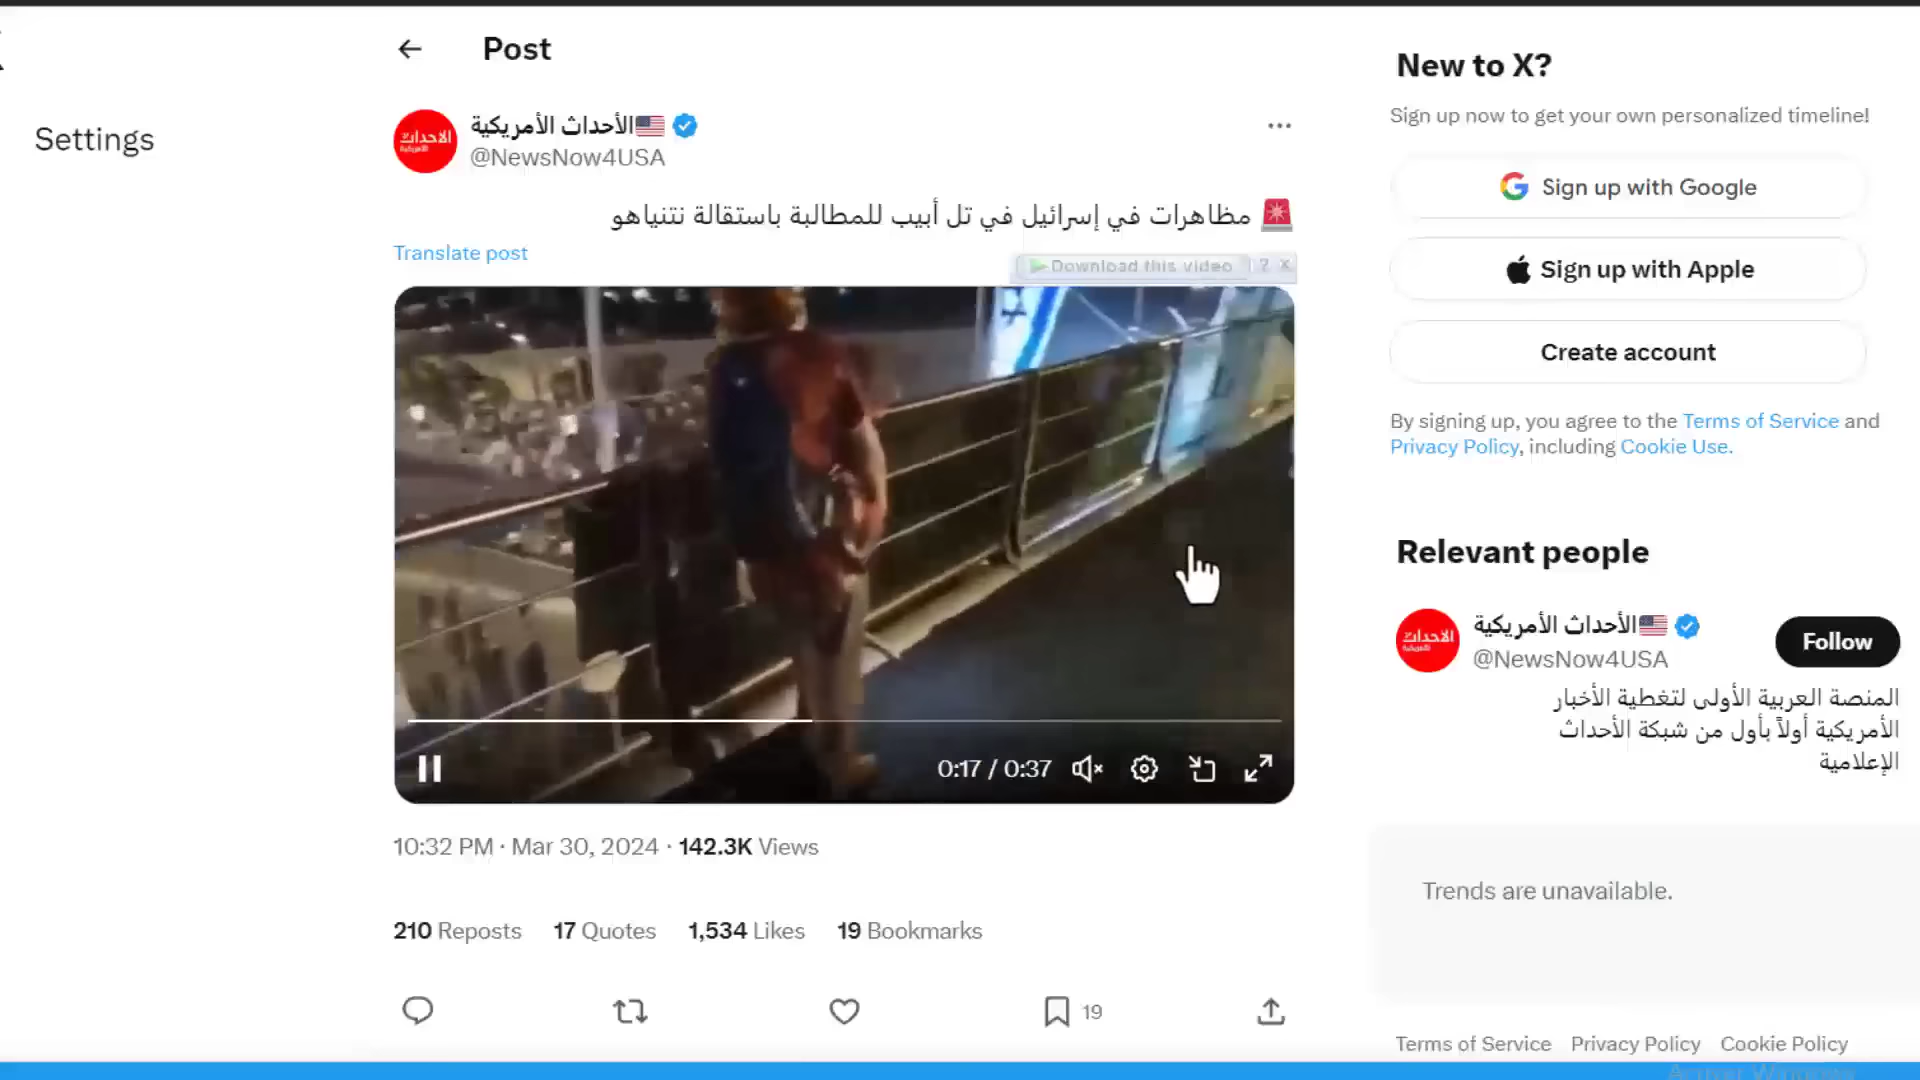 Post
Settings
الأحداث الأمريكية
@NewsNow4USA
مظاهرات في إسرائيل في تل أبيب للمطالبة باستقالة نتنياهو
Translate post
Download this video ? X
0:17 / 0:37
10:32 PM · Mar 30, 2024 · 142.3K Views
210 Reposts 17 Quotes 1,534 Likes 19 Bookmarks
19
New to X?
Sign up now to get your own personalized timeline!
Sign up with Google
Sign up with Apple
Create account
By signing up, you agree to the Terms of Service and
Privacy Policy, including Cookie Use.
Relevant people
الاحداث
الأحداث الأمريكية
@NewsNow4USA
Follow
المنصة العربية الأولى لتغطية الأخبار
الأمريكية أولاً بأول من شبكة الأحداث
الإعلامية
Trends are unavailable.
Terms of Service Privacy Policy Cookie Policy